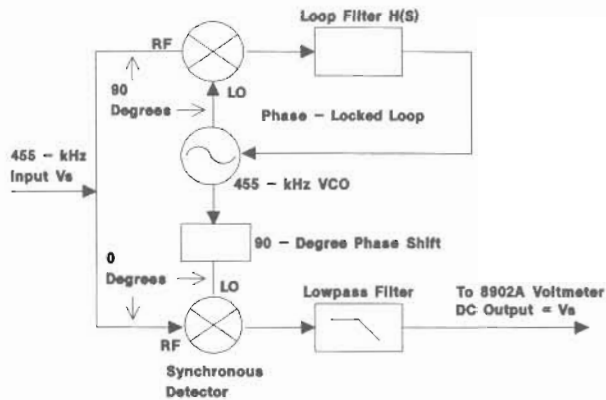 RF
Loop Filter H(S)
90
Degrees
LO
Phase - Locked Loop
455 - kHz
Input Vs
455 - kHz VCO
90 - Degree Phase Shift
0
Degrees
LO
Lowpass Filter
To 8902A Voltmeter
DC Output ∝ Vs
RF
Synchronous
Detector